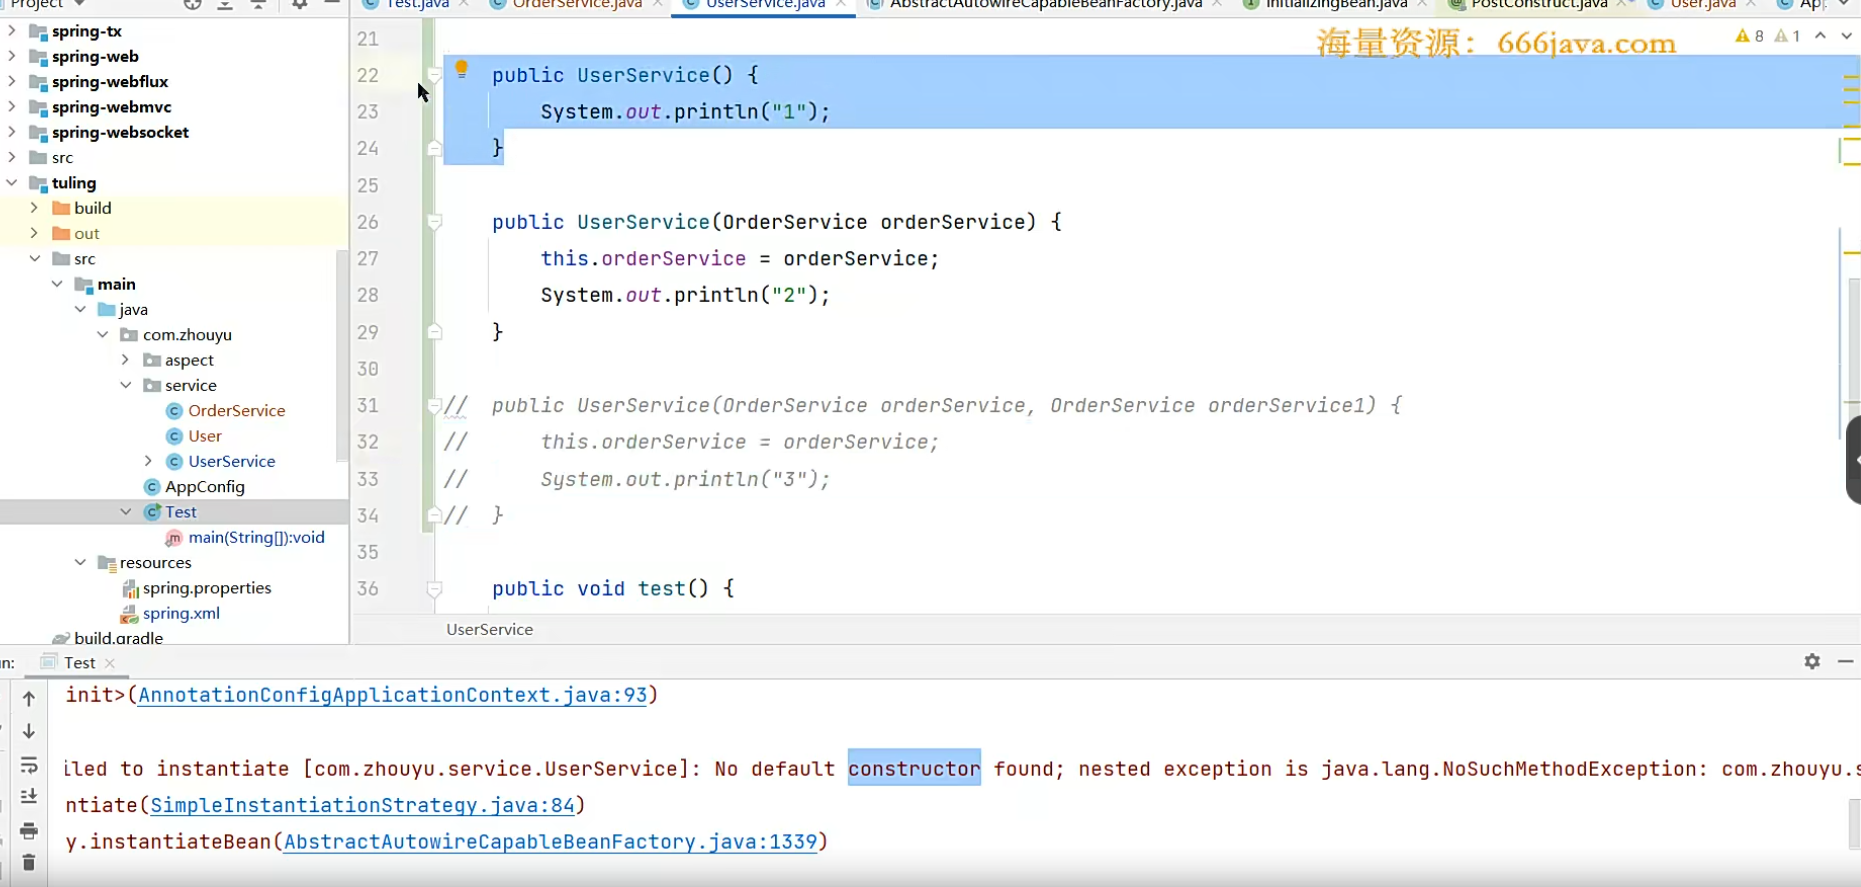 Project
Test.java
OrderService.java
UserService.java
AbstractAutowireCapableBeanFactory.java
InitializingBean.java
PostConstruct.java
User.java
海量资源：666java.com
8 1
spring-tx
spring-web
spring-webflux
spring-webmvc
spring-websocket
src
tuling
build
out
src
main
java
com.zhouyu
aspect
service
OrderService
User
UserService
AppConfig
Test
main(String[]):void
resources
spring.properties
spring.xml
build.gradle
21
22 public UserService() {
23 System.out.println("1");
24 }
25
26 public UserService(OrderService orderService) {
27 this.orderService = orderService;
28 System.out.println("2");
29 }
30
31 // public UserService(OrderService orderService, OrderService orderService1) {
32 // this.orderService = orderService;
33 // System.out.println("3");
34 // }
35
36 public void test() {
UserService
Test
init>(AnnotationConfigApplicationContext.java:93)
iled to instantiate [com.zhouyu.service.UserService]: No default constructor found; nested exception is java.lang.NoSuchMethodException: com.zhouyu.s
ntiate(SimpleInstantiationStrategy.java:84)
y.instantiateBean(AbstractAutowireCapableBeanFactory.java:1339)